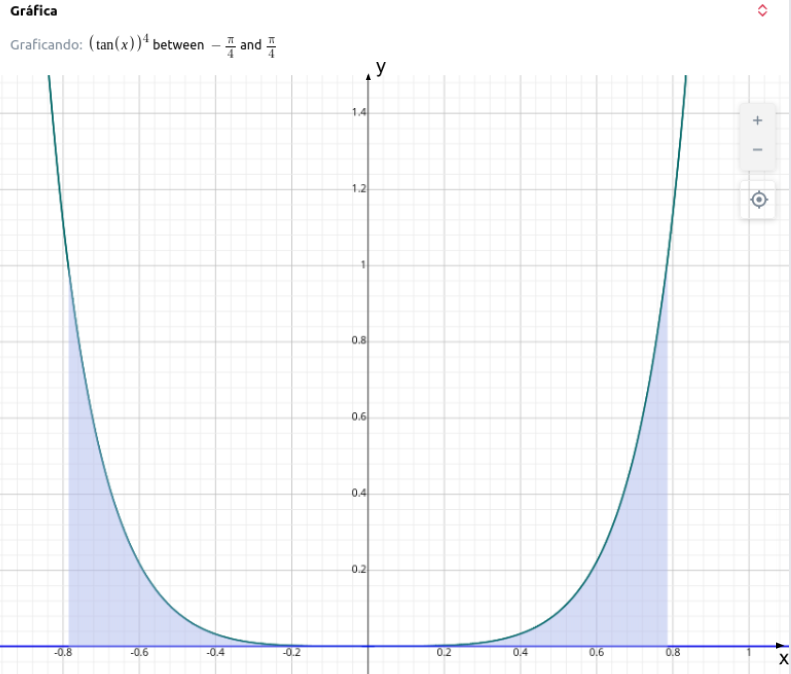 Gráfica
Graficando: (tan(x))⁴ between − π/4 and π/4
y
1.4
1.2
1
0.8
0.6
0.4
0.2
-0.8 -0.6 -0.4 -0.2 0.2 0.4 0.6 0.8 1
x
+
−